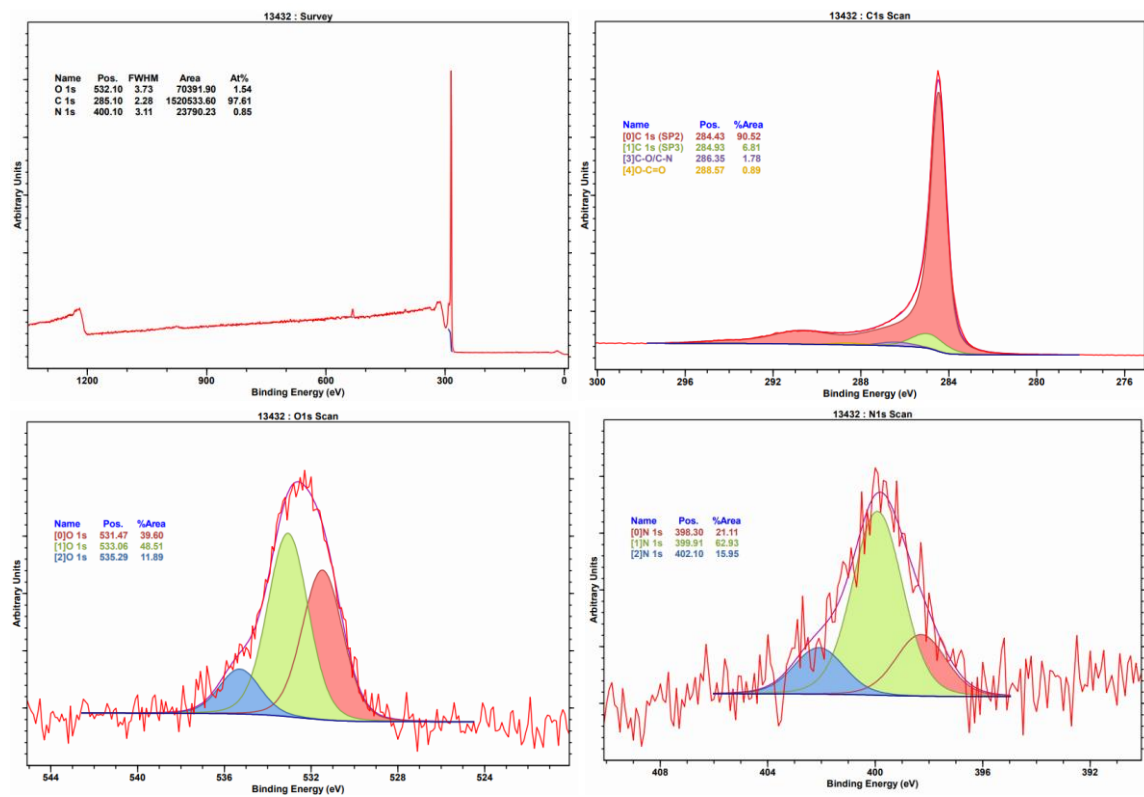 13432 : Survey
Name Pos. FWHM Area At%
O 1s 532.10 3.73 70391.90 1.54
C 1s 285.10 2.28 1520533.60 97.61
N 1s 400.10 3.11 23790.23 0.85
Arbitrary Units
1200 900 600 300 0
Binding Energy (eV)
13432 : C1s Scan
Name Pos. %Area
[0]C 1s (SP2) 284.43 90.52
[1]C 1s (SP3) 284.93 6.81
[3]C-O/C-N 286.35 1.78
[4]O-C=O 288.57 0.89
Arbitrary Units
300 296 292 288 284 280 276
Binding Energy (eV)
13432 : O1s Scan
Name Pos. %Area
[0]O 1s 531.47 39.60
[1]O 1s 533.06 48.51
[2]O 1s 535.29 11.89
Arbitrary Units
544 540 536 532 528 524
Binding Energy (eV)
13432 : N1s Scan
Name Pos. %Area
[0]N 1s 398.30 21.11
[1]N 1s 399.91 62.93
[2]N 1s 402.10 15.95
Arbitrary Units
408 404 400 396 392
Binding Energy (eV)